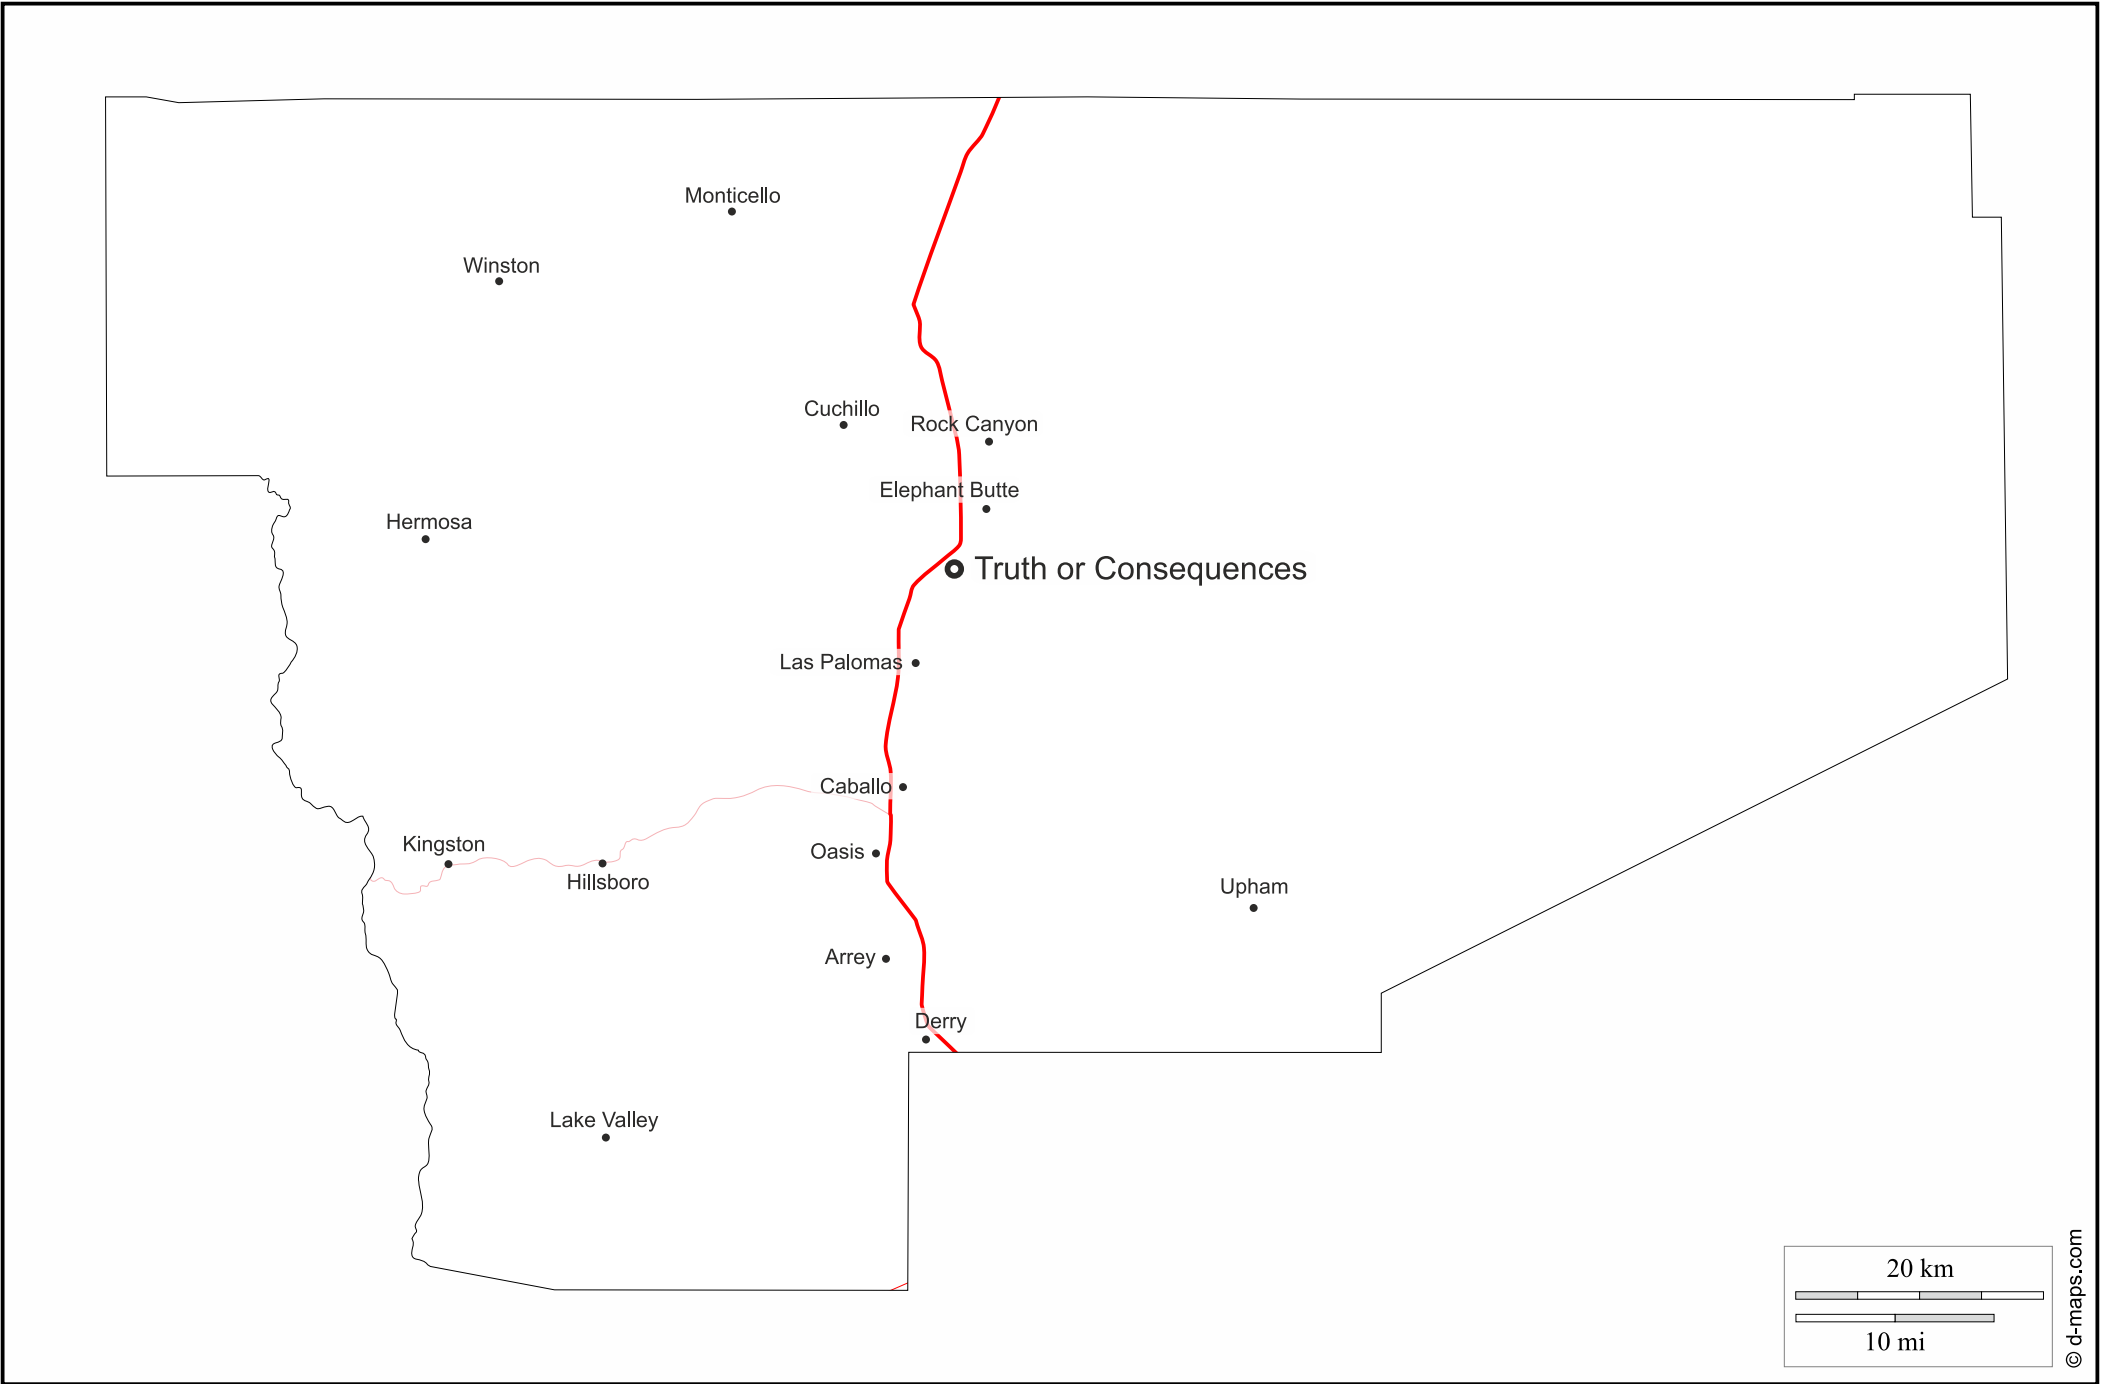 Monticello
Winston
Cuchillo
Rock Canyon
Elephant Butte
Hermosa
Truth or Consequences
Las Palomas
Caballo
Kingston
Oasis
Hillsboro
Upham
Arrey
Derry
Lake Valley
20 km
10 mi
© d-maps.com